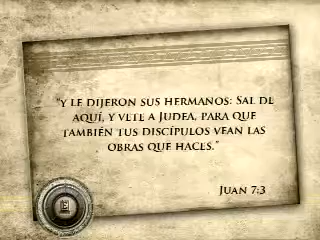 "Y le dijeron sus hermanos: Sal de
aquí, y vete a Judea, para que
también tus discípulos vean las
obras que haces."
Juan 7:3